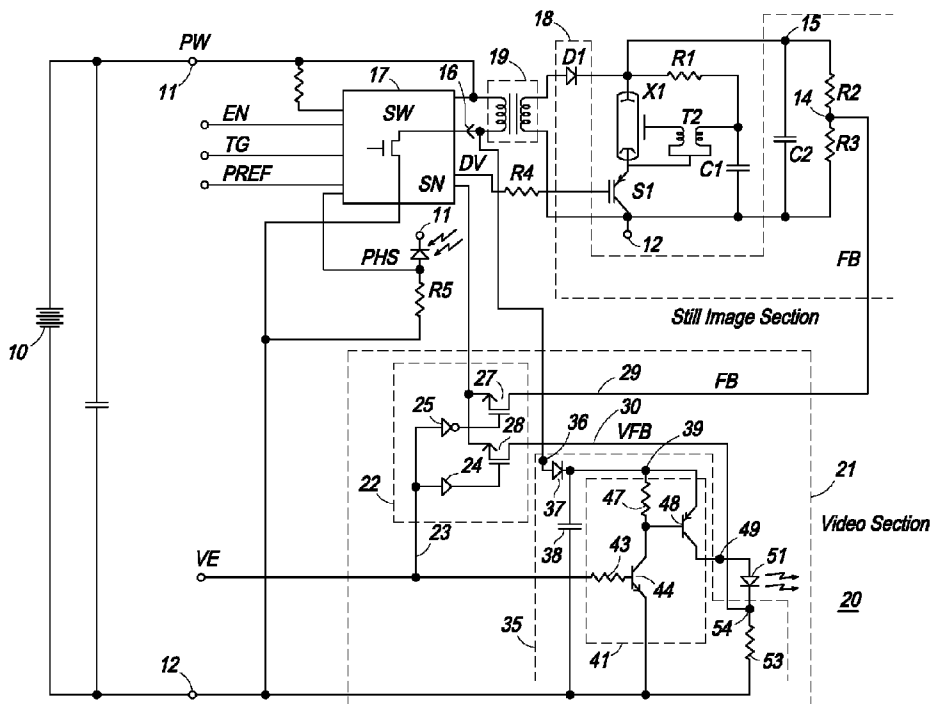 PW
18
15
17
16
19
D1
R1
11
X1
R2
SW
14
EN
T2
TG
R3
C2
PREF
DV
R4
C1
SN
S1
11
12
PHS
FB
R5
Still Image Section
10
27
29
FB
25
28
30
36
VFB
39
21
24
22
47
48
37
49
Video Section
23
38
51
VE
43
44
20
35
54
12
41
53